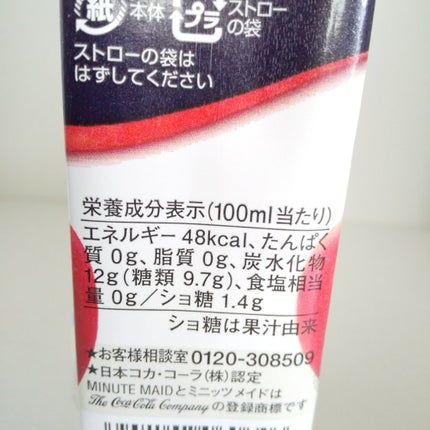 紙 本体 プラ ストロー
の袋
ストローの袋は
はずしてください
栄養成分表示(100ml当たり)
エネルギー 48kcal、たんぱく
質 0g、脂質 0g、炭水化物
12g(糖類 9.7g)、食塩相当
量 0g/ショ糖 1.4g
ショ糖は果汁由来
★お客様相談室 0120-308509
★日本コカ・コーラ(株)認定
MINUTE MAIDとミニッツメイドは
The Coca-Cola Company の登録商標です